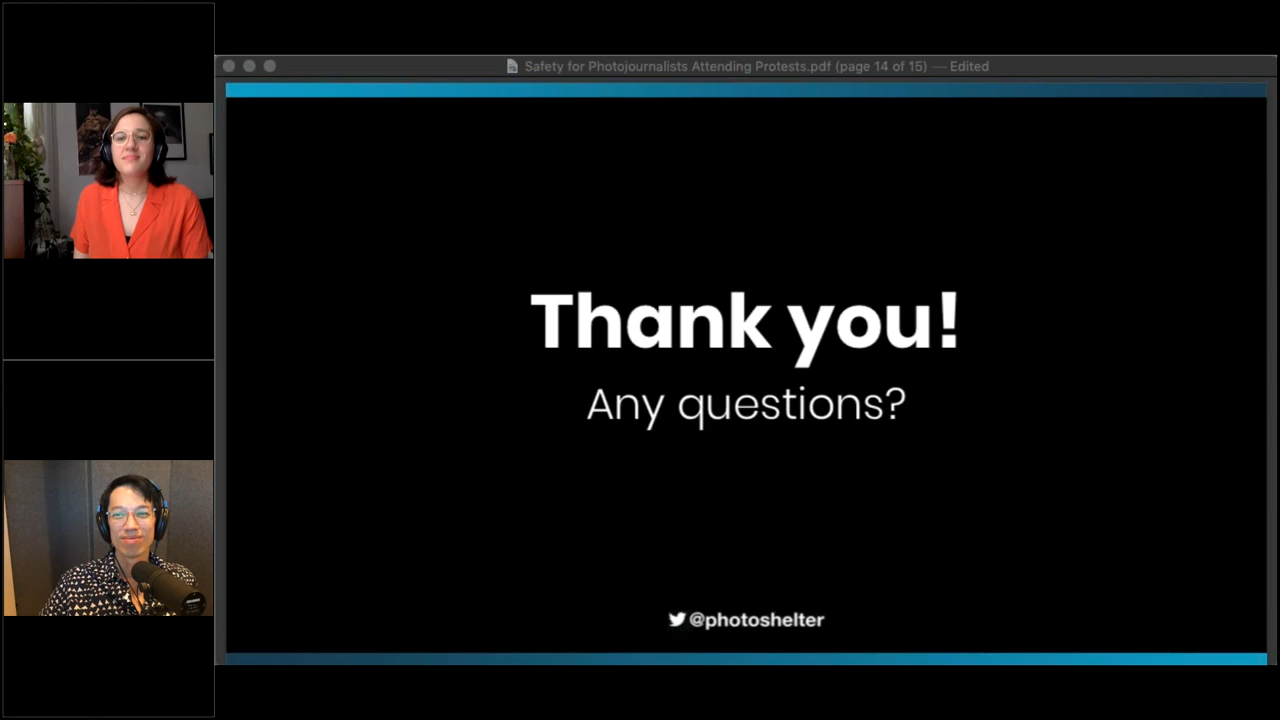 Safety for Photojournalists Attending Protests.pdf (page 14 of 15) — Edited
Thank you!
Any questions?
@photoshelter